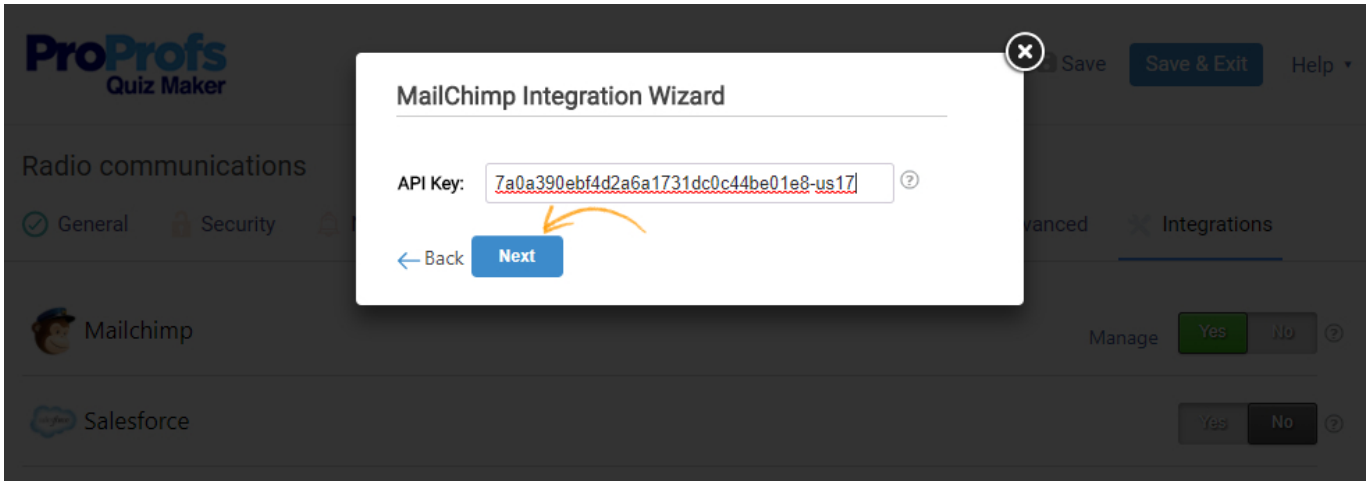 ProProfs
Quiz Maker
Save
Save & Exit
Help
MailChimp Integration Wizard
Radio communications
API Key: 7a0a390ebf4d2a6a1731dc0c44be01e8-us17 ?
General
Security
vanced
Integrations
Back
Next
Mailchimp
Manage
Yes
No
?
Salesforce
Yes
No
?